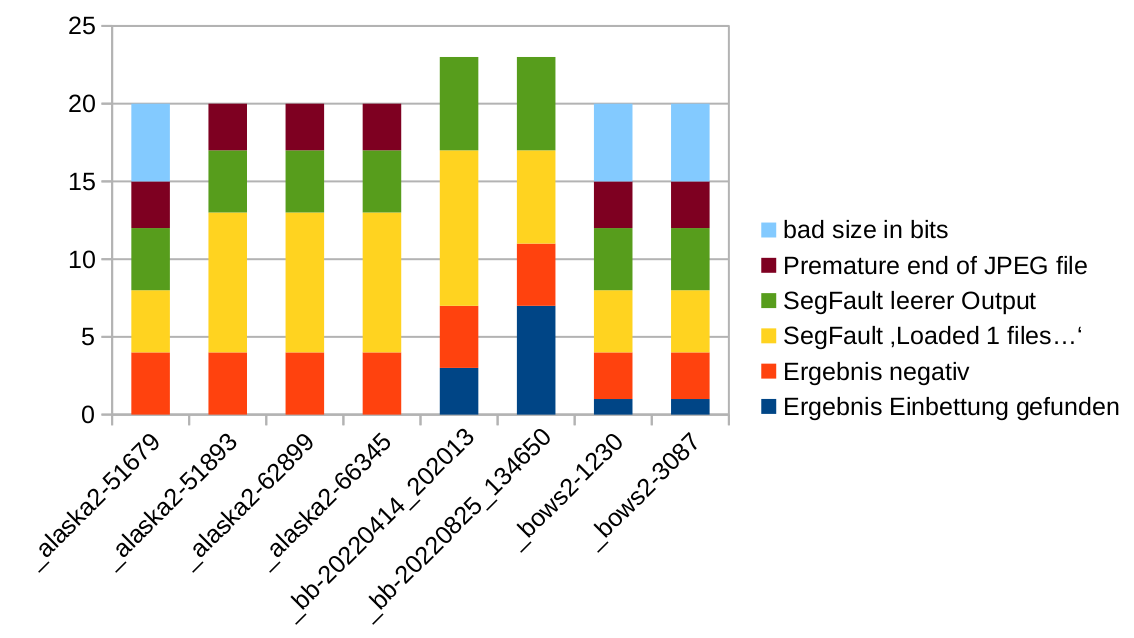 25
20
15
10
5
0
_alaska2-51679
_alaska2-51893
_alaska2-62899
_alaska2-66345
_bb-20220414_202013
_bb-20220825_134650
_bows2-1230
_bows2-3087
bad size in bits
Premature end of JPEG file
SegFault leerer Output
SegFault ‚Loaded 1 files…‘
Ergebnis negativ
Ergebnis Einbettung gefunden